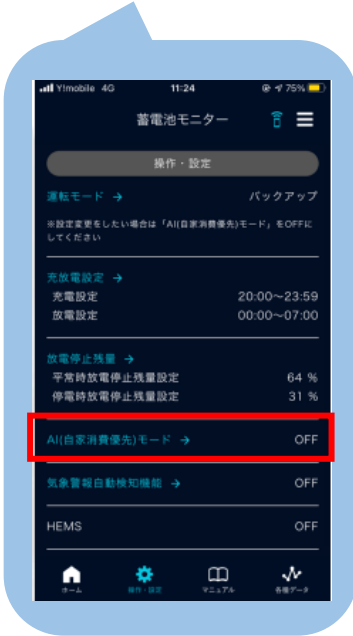 Y!mobile 4G 11:24 75%
蓄電池モニター
操作・設定
運転モード → バックアップ
※設定変更をしたい場合は「AI(自家消費優先)モード」をOFFに
してください
充放電設定 →
充電設定 20:00〜23:59
放電設定 00:00〜07:00
放電停止残量 →
平常時放電停止残量設定 64 %
停電時放電停止残量設定 31 %
AI(自家消費優先)モード → OFF
気象警報自動検知機能 → OFF
HEMS OFF
ホーム 操作・設定 マニュアル 各種データ